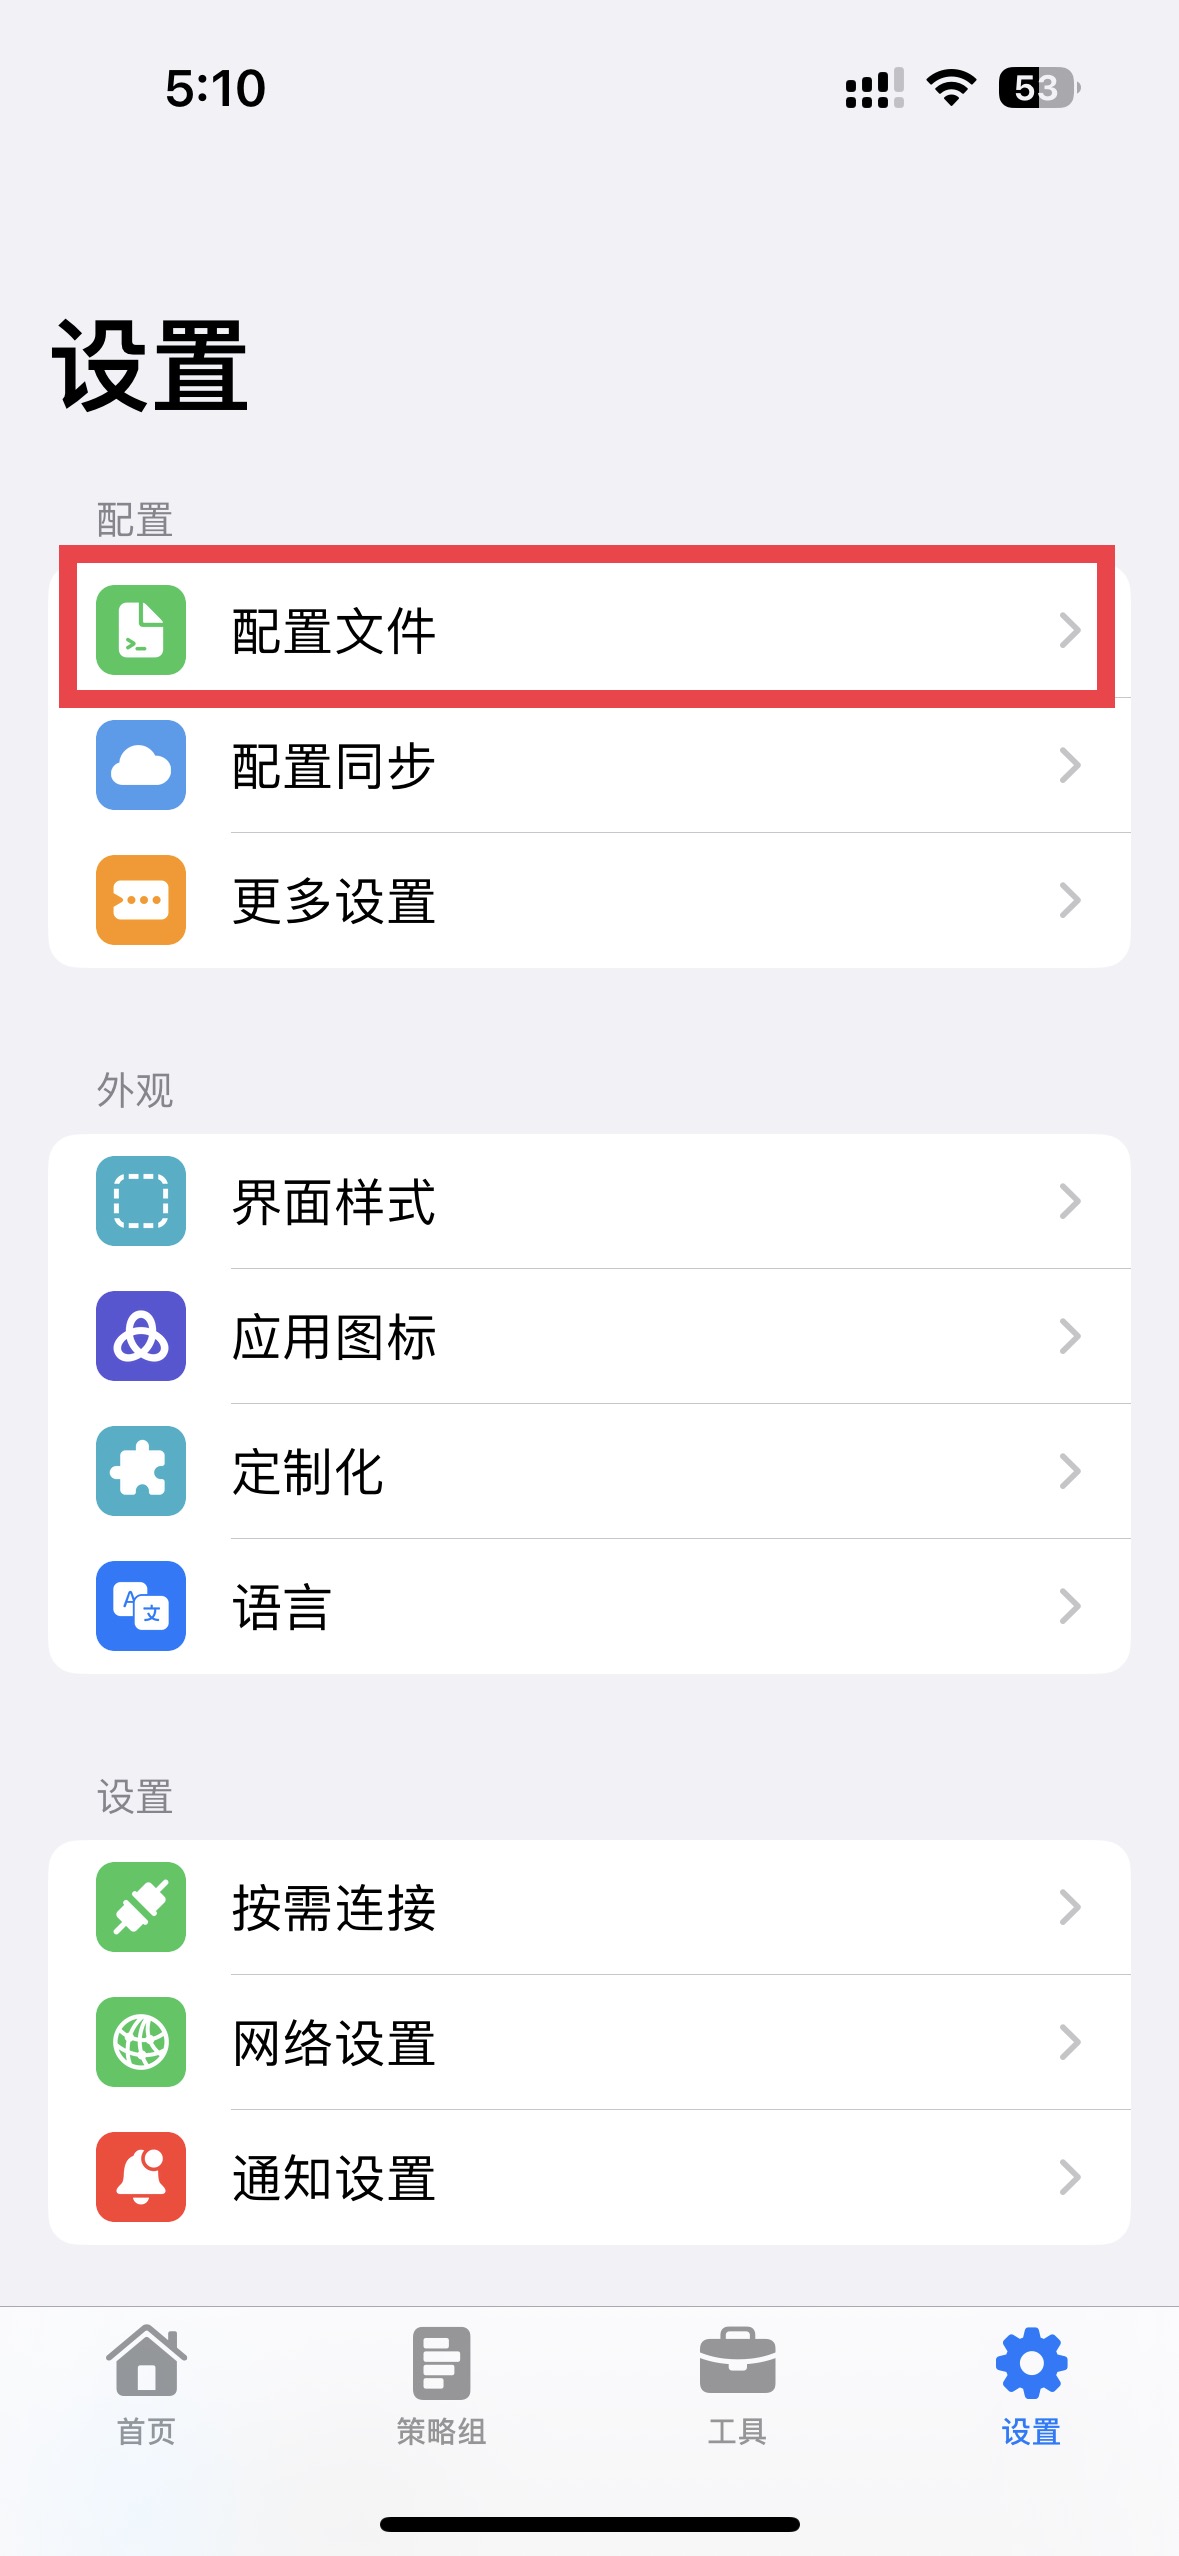 5:10
53
设置
配置
配置文件
配置同步
更多设置
外观
界面样式
应用图标
定制化
A 文
语言
设置
按需连接
网络设置
通知设置
首页 策略组 工具 设置